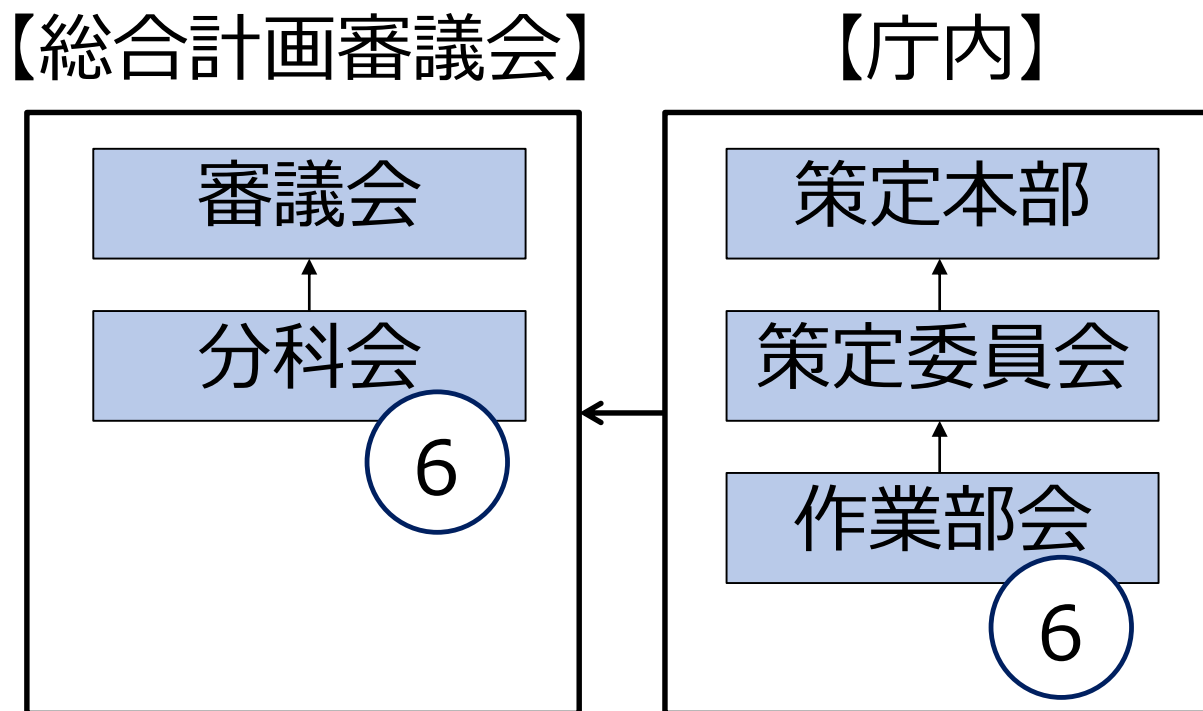 【総合計画審議会】
審議会
分科会
6
【庁内】
策定本部
策定委員会
作業部会
6